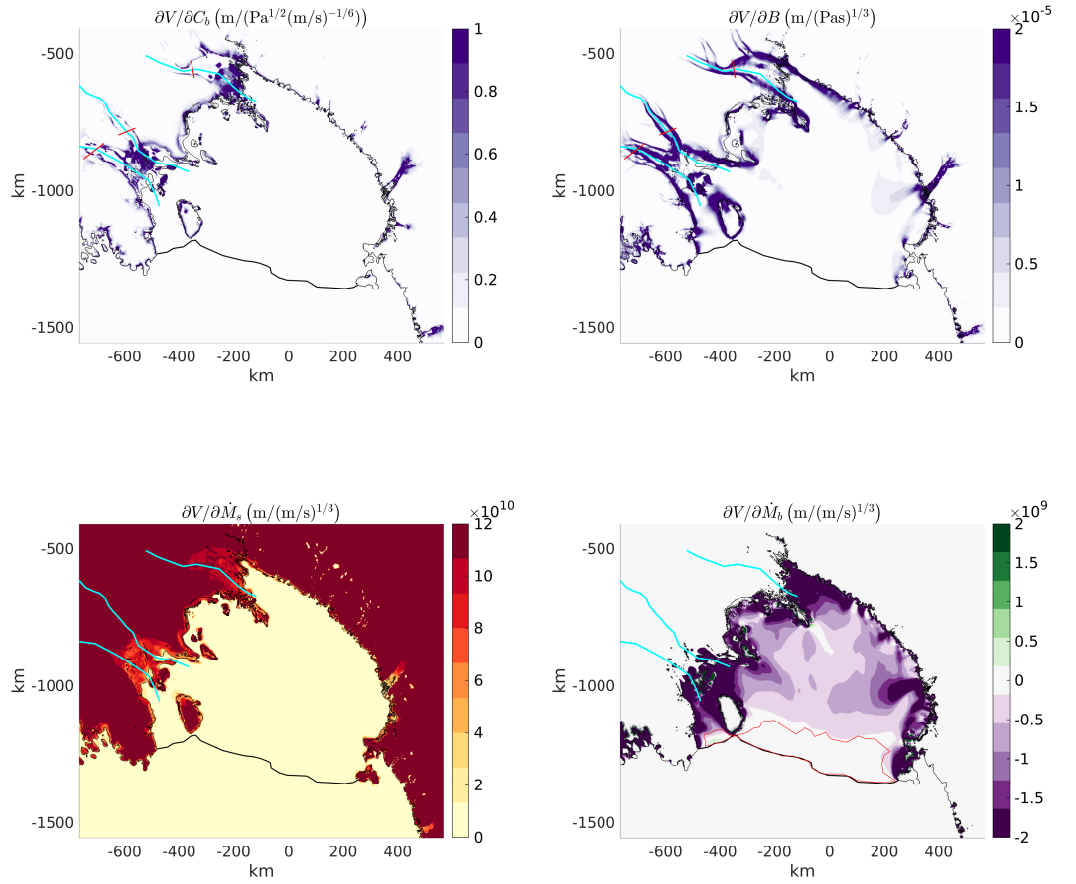 ∂V/∂C_b (m/(Pa^{1/2}(m/s)^{−1/6}))
1
0.8
0.6
0.4
0.2
0
-500
-1000
-1500
km
-600 -400 -200 0 200 400
km
∂V/∂B (m/(Pas)^{1/3})
×10^{-5}
2
1.5
1
0.5
0
-500
-1000
-1500
km
-600 -400 -200 0 200 400
km
∂V/∂Ṁ_s (m/(m/s)^{1/3})
×10^{10}
12
10
8
6
4
2
0
-500
-1000
-1500
km
-600 -400 -200 0 200 400
km
∂V/∂Ṁ_b (m/(m/s)^{1/3})
×10^{9}
2
1.5
1
0.5
0
-0.5
-1
-1.5
-2
-500
-1000
-1500
km
-600 -400 -200 0 200 400
km